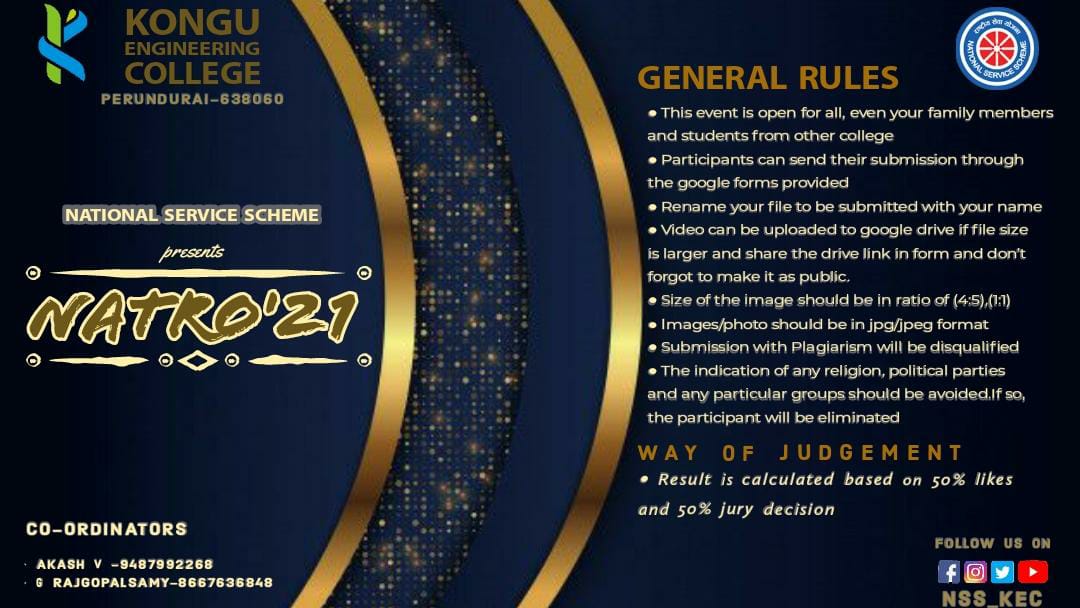 KONGU
ENGINEERING
COLLEGE
PERUNDURAI-638060
NATIONAL SERVICE SCHEME
presents
NATRO'21
CO-ORDINATORS
· AKASH V -9487992268
· G RAJGOPALSAMY-8667636848
राष्ट्रीय सेवा योजना
NATIONAL SERVICE SCHEME
GENERAL RULES
• This event is open for all, even your family members
and students from other college
• Participants can send their submission through
the google forms provided
• Rename your file to be submitted with your name
• Video can be uploaded to google drive if file size
is larger and share the drive link in form and don't
forgot to make it as public.
• Size of the image should be in ratio of (4:5),(1:1)
• Images/photo should be in jpg/jpeg format
• Submission with Plagiarism will be disqualified
• The indication of any religion, political parties
and any particular groups should be avoided.If so,
the participant will be eliminated
WAY OF JUDGEMENT
• Result is calculated based on 50% likes
and 50% jury decision
FOLLOW US ON
NSS_KEC